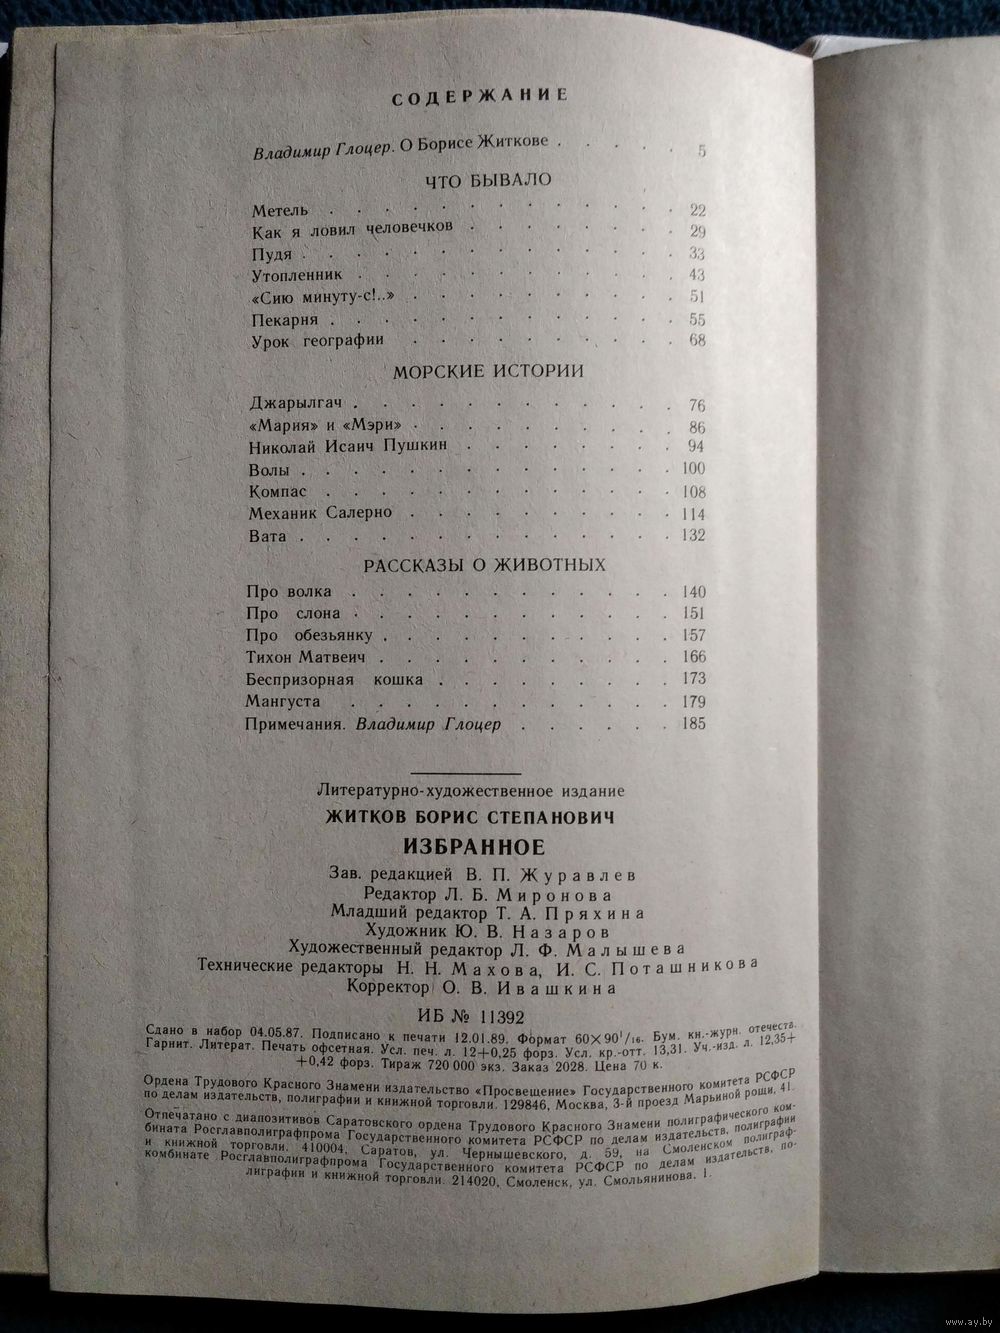 СОДЕРЖАНИЕ
Владимир Глоцер. О Борисе Житкове . . . . . 5
ЧТО БЫВАЛО
Метель . . . . . . . . . . . . . 22
Как я ловил человечков . . . . . . . . 29
Пудя . . . . . . . . . . . . . . 33
Утопленник . . . . . . . . . . . . 43
«Сию минуту-с!..» . . . . . . . . . . 51
Пекарня . . . . . . . . . . . . . 55
Урок географии . . . . . . . . . . 68
МОРСКИЕ ИСТОРИИ
Джарылгач . . . . . . . . . . . . 76
«Мария» и «Мэри» . . . . . . . . . . 86
Николай Исаич Пушкин . . . . . . . . 94
Волы . . . . . . . . . . . . . . 100
Компас . . . . . . . . . . . . . 108
Механик Салерно . . . . . . . . . . 114
Вата . . . . . . . . . . . . . . 132
РАССКАЗЫ О ЖИВОТНЫХ
Про волка . . . . . . . . . . . . 140
Про слона . . . . . . . . . . . . 151
Про обезьянку . . . . . . . . . . . 157
Тихон Матвеич . . . . . . . . . . . 166
Беспризорная кошка . . . . . . . . . 173
Мангуста . . . . . . . . . . . . 179
Примечания. Владимир Глоцер . . . . . . 185
Литературно-художественное издание
ЖИТКОВ БОРИС СТЕПАНОВИЧ
ИЗБРАННОЕ
Зав. редакцией В. П. Журавлев
Редактор Л. Б. Миронова
Младший редактор Т. А. Пряхина
Художник Ю. В. Назаров
Художественный редактор Л. Ф. Малышева
Технические редакторы Н. Н. Махова, И. С. Поташникова
Корректор О. В. Ивашкина
ИБ № 11392
Сдано в набор 04.05.87. Подписано к печати 12.01.89. Формат 60×90¹/₁₆. Бум. кн.-журн. отечеств.
Гарнит. Литерат. Печать офсетная. Усл. печ. л. 12+0,25 форз. Усл. кр.-отт. 13,31. Уч.-изд. л. 12,35+
+0,42 форз. Тираж 720 000 экз. Заказ 2028. Цена 70 к.
Ордена Трудового Красного Знамени издательство «Просвещение» Государственного комитета РСФСР
по делам издательств, полиграфии и книжной торговли. 129846, Москва, 3-й проезд Марьиной рощи, 41.
Отпечатано с диапозитивов Саратовского ордена Трудового Красного Знамени полиграфического ком-
бината Росглавполиграфпрома Государственного комитета РСФСР по делам издательств, полиграфии
и книжной торговли. 410004, Саратов, ул. Чернышевского, д. 59, на Смоленском полиграф-
комбинате Росглавполиграфпрома Государственного комитета РСФСР по делам издательств, по-
лиграфии и книжной торговли. 214020, Смоленск, ул. Смольянинова. 1.
www.ay.by